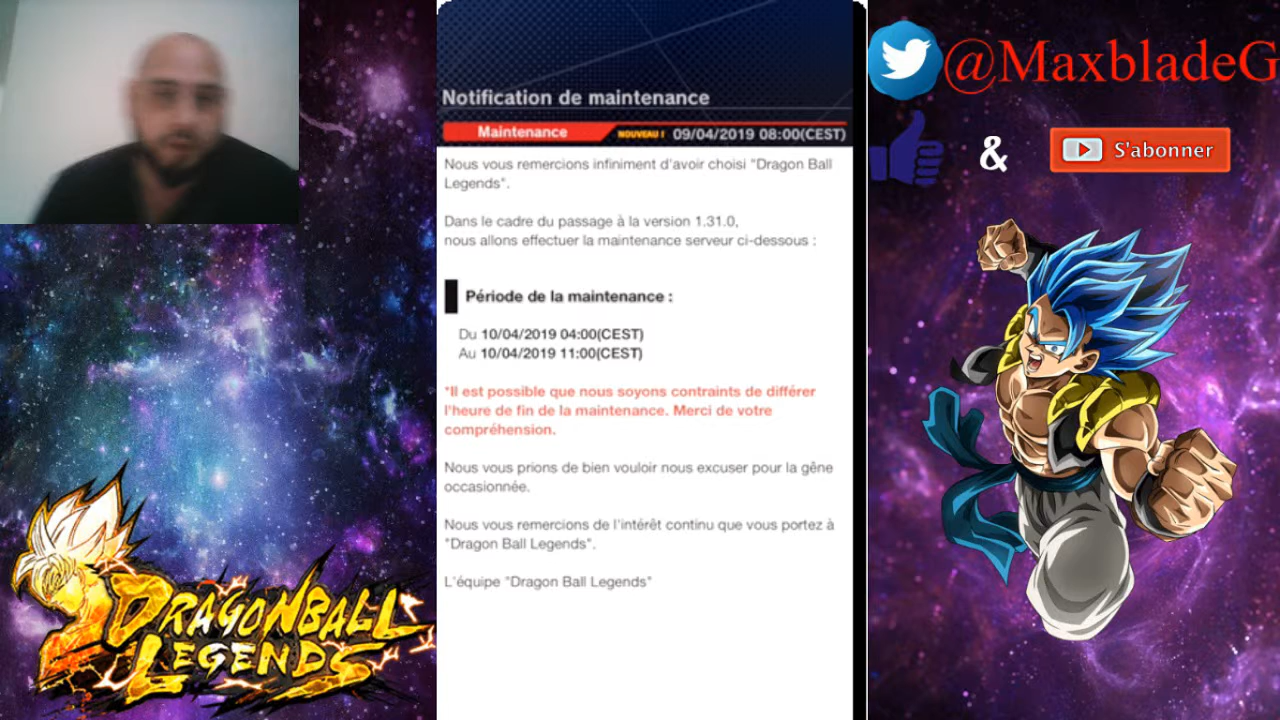 Notification de maintenance
Maintenance NOUVEAU ! 09/04/2019 08:00(CEST)
Nous vous remercions infiniment d'avoir choisi "Dragon Ball
Legends".
Dans le cadre du passage à la version 1.31.0,
nous allons effectuer la maintenance serveur ci-dessous :
Période de la maintenance :
Du 10/04/2019 04:00(CEST)
Au 10/04/2019 11:00(CEST)
*Il est possible que nous soyons contraints de différer
l'heure de fin de la maintenance. Merci de votre
compréhension.
Nous vous prions de bien vouloir nous excuser pour la gêne
occasionnée.
Nous vous remercions de l'intérêt continu que vous portez à
"Dragon Ball Legends".
L'équipe "Dragon Ball Legends"
@MaxbladeG
& S'abonner
DRAGONBALL
LEGENDS